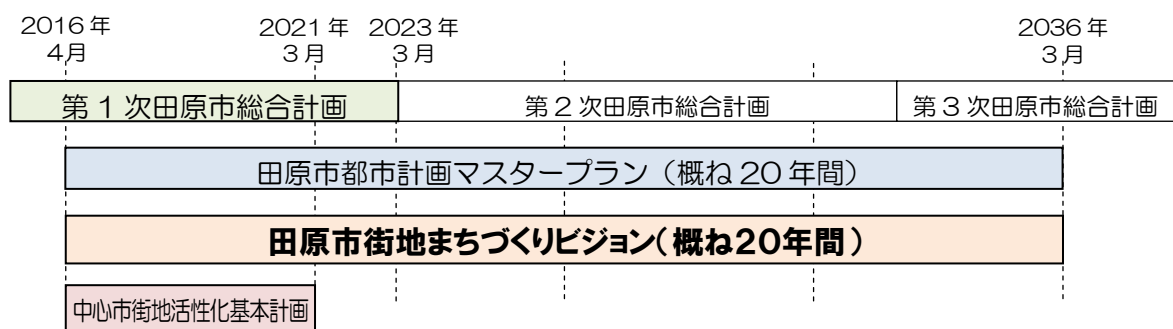 2016年
4月
2021年
3月
2023年
3月
2036年
3月
第1次田原市総合計画
第2次田原市総合計画
第3次田原市総合計画
田原市都市計画マスタープラン（概ね20年間）
田原市街地まちづくりビジョン（概ね20年間）
中心市街地活性化基本計画